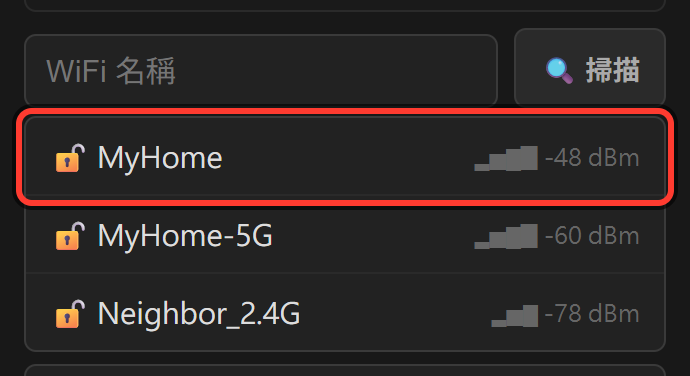 WiFi 名稱
掃描
MyHome -48 dBm
MyHome-5G -60 dBm
Neighbor_2.4G -78 dBm